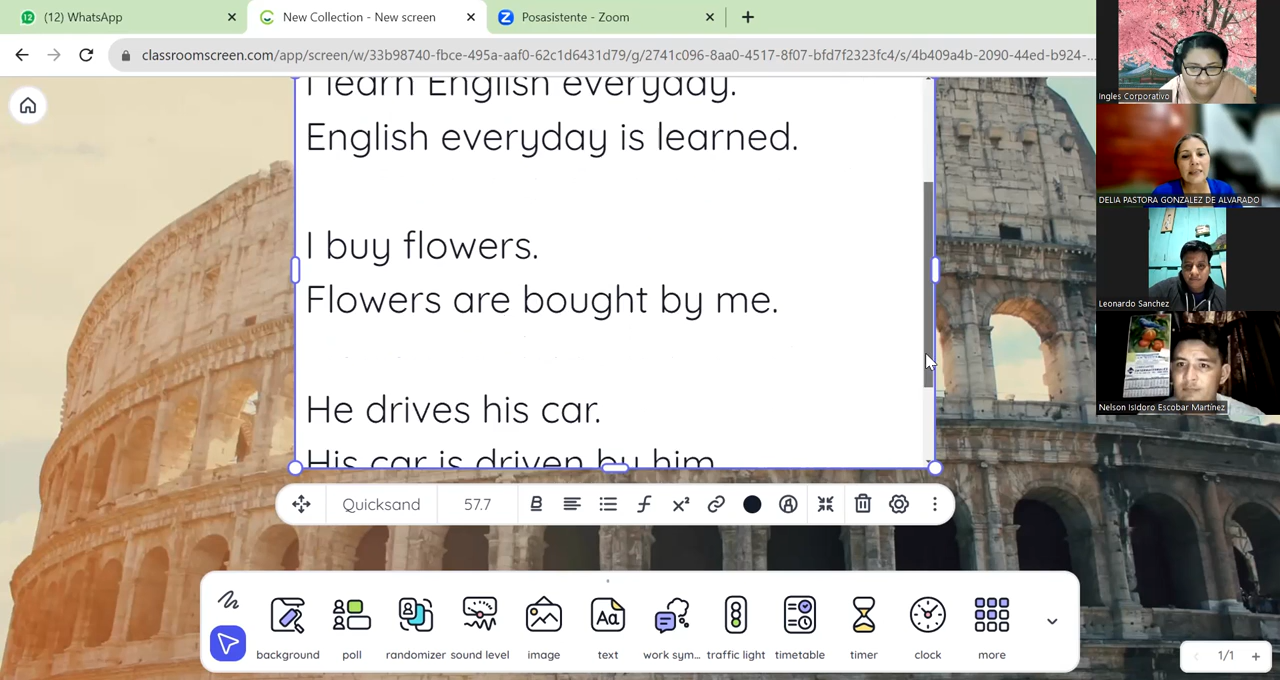 (12) WhatsApp
New Collection - New screen
Posasistente - Zoom
classroomscreen.com/app/screen/w/33b98740-fbce-495a-aaf0-62c1d6431d79/g/2741c096-8aa0-4517-8f07-bfd7f2323fc4/s/4b409a4b-2090-44ed-b924-...
I learn English everyday.
English everyday is learned.
I buy flowers.
Flowers are bought by me.
He drives his car.
His car is driven by him
Quicksand
57.7
background
poll
randomizer
sound level
image
text
work sym...
traffic light
timetable
timer
clock
more
1/1
Ingles Corporativo
DELIA PASTORA GONZALEZ DE ALVARADO
Leonardo Sanchez
Nelson Isidoro Escobar Martínez